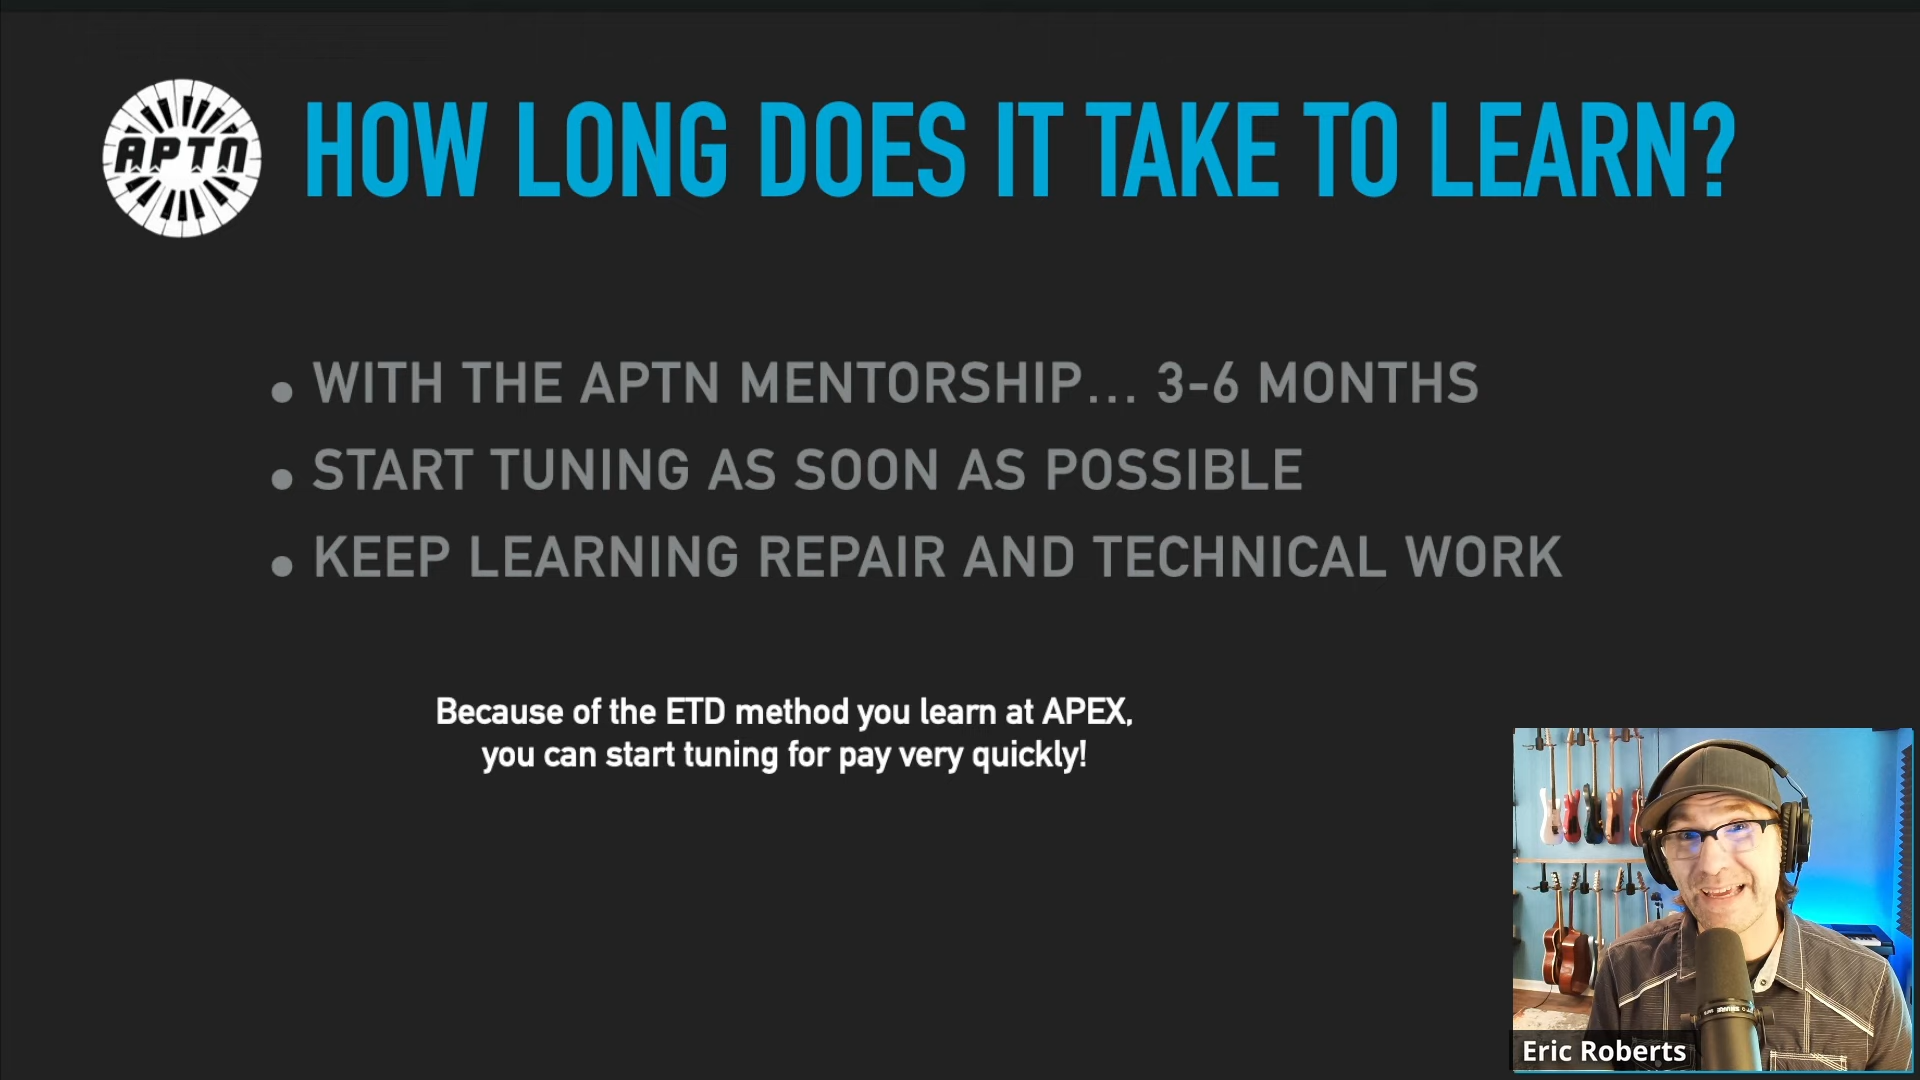 APTN
HOW LONG DOES IT TAKE TO LEARN?
• WITH THE APTN MENTORSHIP... 3-6 MONTHS
• START TUNING AS SOON AS POSSIBLE
• KEEP LEARNING REPAIR AND TECHNICAL WORK
Because of the ETD method you learn at APEX,
you can start tuning for pay very quickly!
Eric Roberts